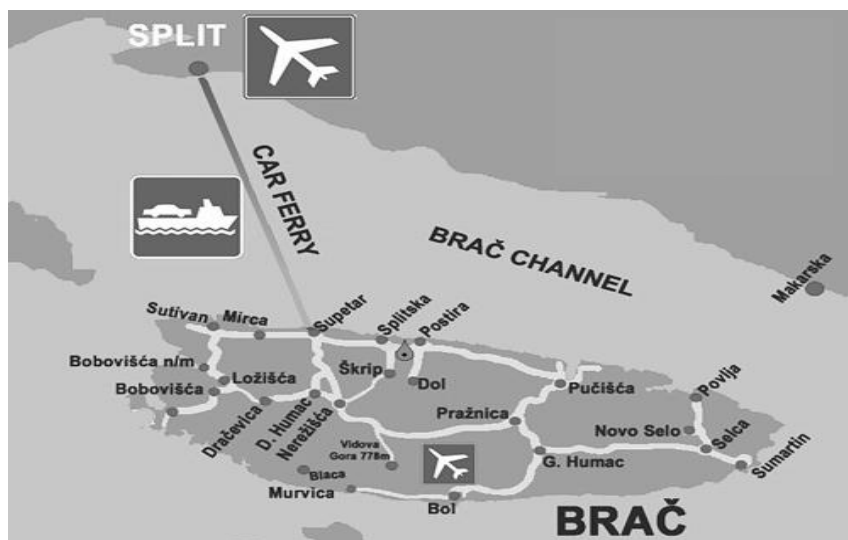 SPLIT
CAR FERRY
BRAČ CHANNEL
Makarska
Sutivan
Mirca
Supetar
Splitska
Postira
Bobovišća n/m
Ložišća
Škrip
Dol
Pučišća
Povlja
Bobovišća
Dračevica
D. Humac
Nerežišća
Pražnica
Novo Selo
Selca
Vidova
Gora 778m
G. Humac
Sumartin
Blaca
Murvica
Bol
BRAČ